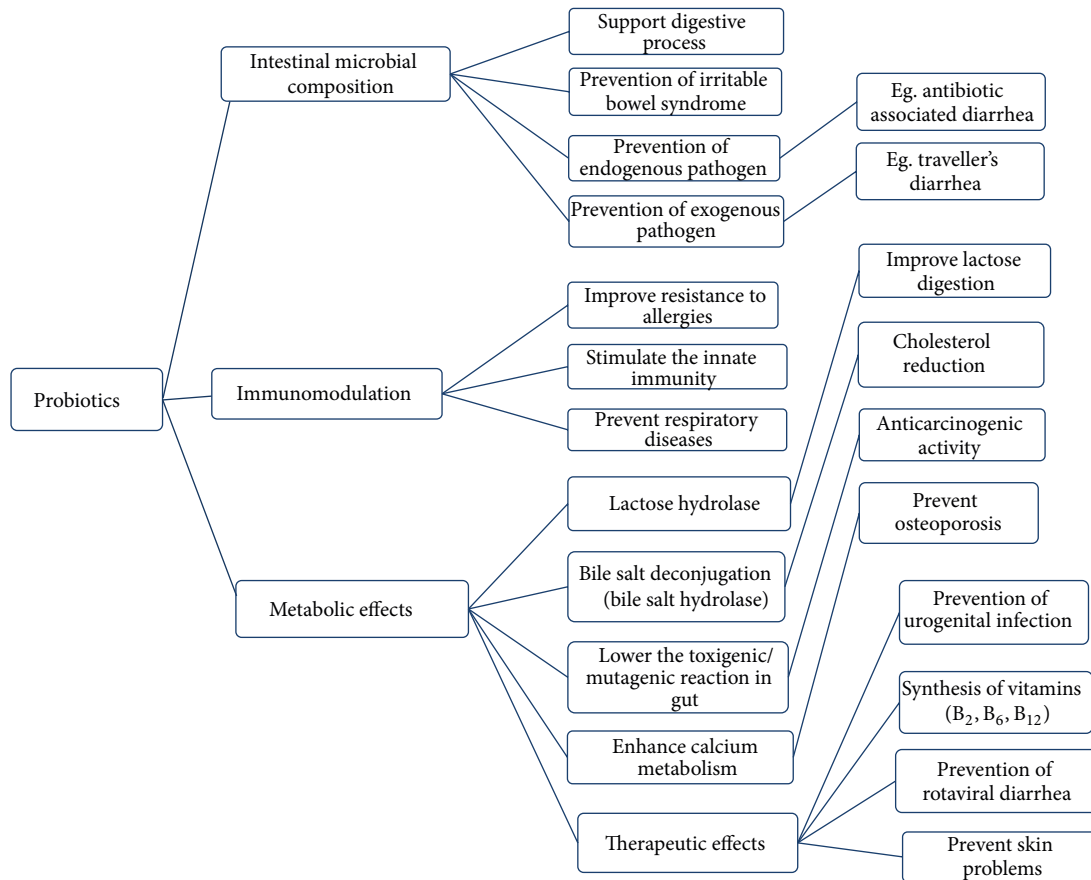 Probiotics
Intestinal microbial
composition
Support digestive
process
Prevention of irritable
bowel syndrome
Prevention of
endogenous pathogen
Eg. antibiotic
associated diarrhea
Prevention of exogenous
pathogen
Eg. traveller's
diarrhea
Immunomodulation
Improve resistance to
allergies
Stimulate the innate
immunity
Prevent respiratory
diseases
Metabolic effects
Lactose hydrolase
Improve lactose
digestion
Bile salt deconjugation
(bile salt hydrolase)
Cholesterol
reduction
Lower the toxigenic/
mutagenic reaction in
gut
Anticarcinogenic
activity
Enhance calcium
metabolism
Prevent
osteoporosis
Therapeutic effects
Prevention of
urogenital infection
Synthesis of vitamins
(B₂, B₆, B₁₂)
Prevention of
rotaviral diarrhea
Prevent skin
problems